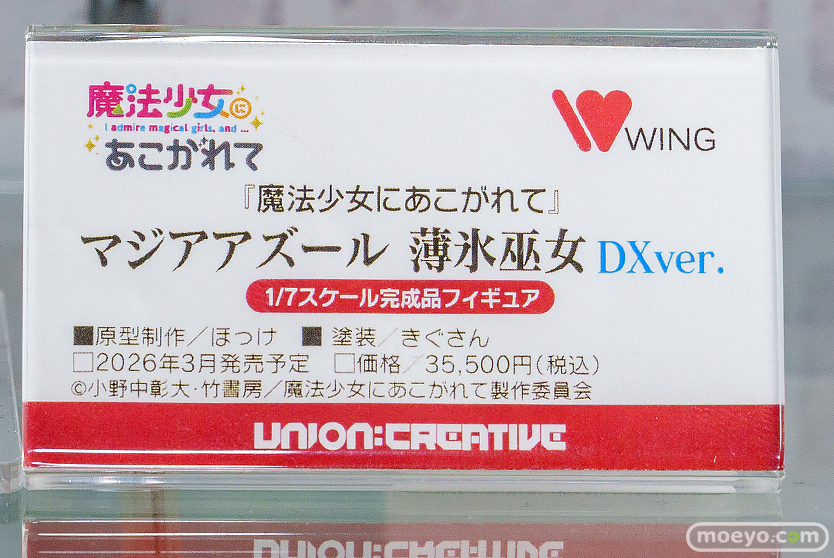 魔法少女に
I admire magical girls, and ...
あこがれて
WING
『魔法少女にあこがれて』
マジアアズール 薄氷巫女 DXver.
1/7スケール完成品フィギュア
■原型制作／ほっけ ■塗装／きぐさん
□2026年3月発売予定 □価格／35,500円(税込)
©小野中彰大・竹書房／魔法少女にあこがれて製作委員会
UNION:CREATIVE
moeyo.com